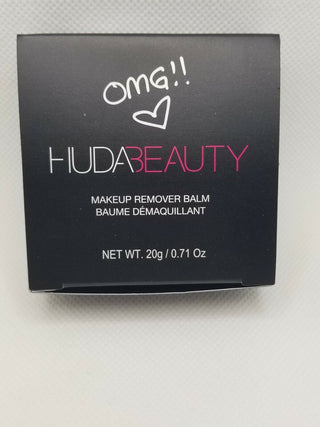 OMG!!
HUDABEAUTY
MAKEUP REMOVER BALM
BAUME DÉMAQUILLANT
NET WT. 20g / 0.71 Oz